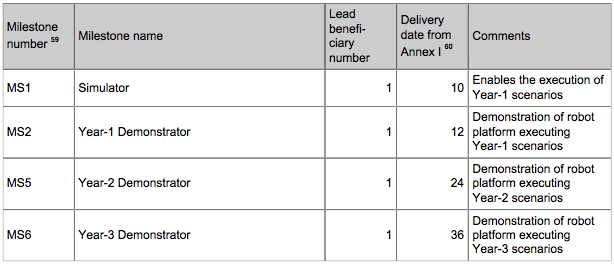 Milestone number 59 Milestone name Lead benefi-ciary number Delivery date from Annex I 60 Comments
MS1 Simulator 1 10 Enables the execution of Year-1 scenarios
MS2 Year-1 Demonstrator 1 12 Demonstration of robot platform executing Year-1 scenarios
MS5 Year-2 Demonstrator 1 24 Demonstration of robot platform executing Year-2 scenarios
MS6 Year-3 Demonstrator 1 36 Demonstration of robot platform executing Year-3 scenarios